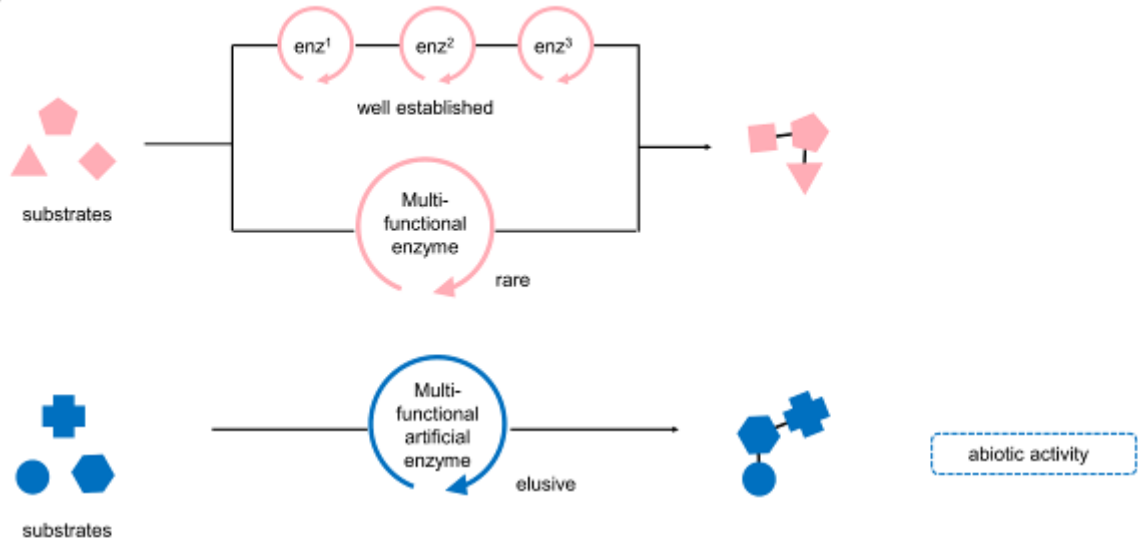 enz¹
enz²
enz³
well established
substrates
Multi-
functional
enzyme
rare
Multi-
functional
artificial
enzyme
elusive
abiotic activity
substrates